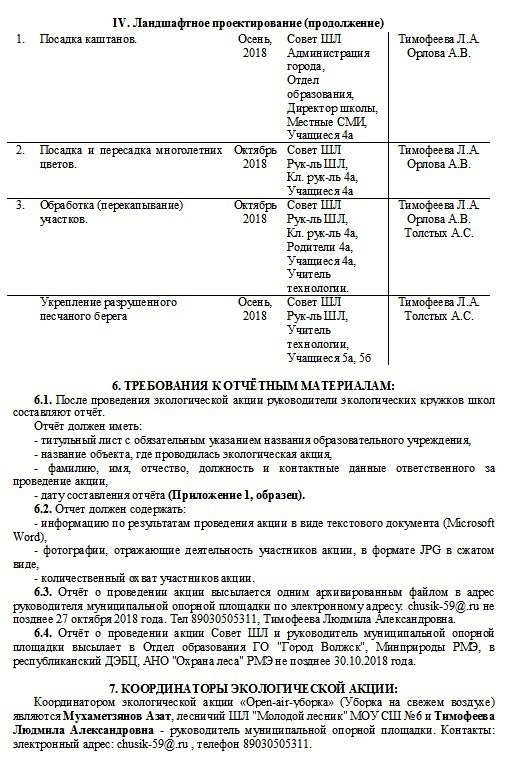 IV. Ландшафтное проектирование (продолжение)
1. Посадка каштанов. Осень, Совет ШЛ Тимофеева Л.А.
2018 Администрация Орлова А.В.
города,
Отдел
образования,
Директор школы,
Местные СМИ,
Учащиеся 4а
2. Посадка и пересадка многолетних Октябрь Совет ШЛ Тимофеева Л.А.
цветов. 2018 Рук-ль ШЛ, Орлова А.В.
Кл. рук-ль 4а,
Учащиеся 4а
3. Обработка (перекапывание) Октябрь Совет ШЛ Тимофеева Л.А.
участков. 2018 Рук-ль ШЛ, Орлова А.В.
Кл. рук-ль 4а, Толстых А.С.
Родители 4а,
Учащиеся 4а,
Учитель
технологии.
Укрепление разрушенного Осень, Совет ШЛ Тимофеева Л.А.
песчаного берега 2018 Рук-ль ШЛ, Толстых А.С.
Учитель
технологии,
Учащиеся 5а, 5б
6. ТРЕБОВАНИЯ К ОТЧЁТНЫМ МАТЕРИАЛАМ:
6.1. После проведения экологической акции руководители экологических кружков школ
составляют отчёт.
Отчёт должен иметь:
- титульный лист с обязательным указанием названия образовательного учреждения,
- название объекта, где проводилась экологическая акция,
- фамилию, имя, отчество, должность и контактные данные ответственного за
проведение акции,
- дату составления отчёта (Приложение 1, образец).
6.2. Отчет должен содержать:
- информацию по результатам проведения акции в виде текстового документа (Microsoft
Word),
- фотографии, отражающие деятельность участников акции, в формате JPG в сжатом
виде,
- количественный охват участников акции.
6.3. Отчёт о проведении акции высылается одним архивированным файлом в адрес
руководителя муниципальной опорной площадки по электронному адресу: chusik-59@.ru не
позднее 27 октября 2018 года. Тел 89030505311, Тимофеева Людмила Александровна.
6.4. Отчёт о проведении акции Совет ШЛ и руководитель муниципальной опорной
площадки высылает в Отдел образования ГО "Город Волжск", Минприроды РМЭ, в
республиканский ДЭБЦ, АНО "Охрана леса" РМЭ не позднее 30.10.2018 года.
7. КООРДИНАТОРЫ ЭКОЛОГИЧЕСКОЙ АКЦИИ:
Координатором экологической акции «Open-air-уборка» (Уборка на свежем воздухе)
являются Мухаметзянов Азат, лесничий ШЛ "Молодой лесник" МОУ СШ №6 и Тимофеева
Людмила Александровна - руководитель муниципальной опорной площадки. Контакты:
электронный адрес: chusik-59@.ru , телефон 89030505311.